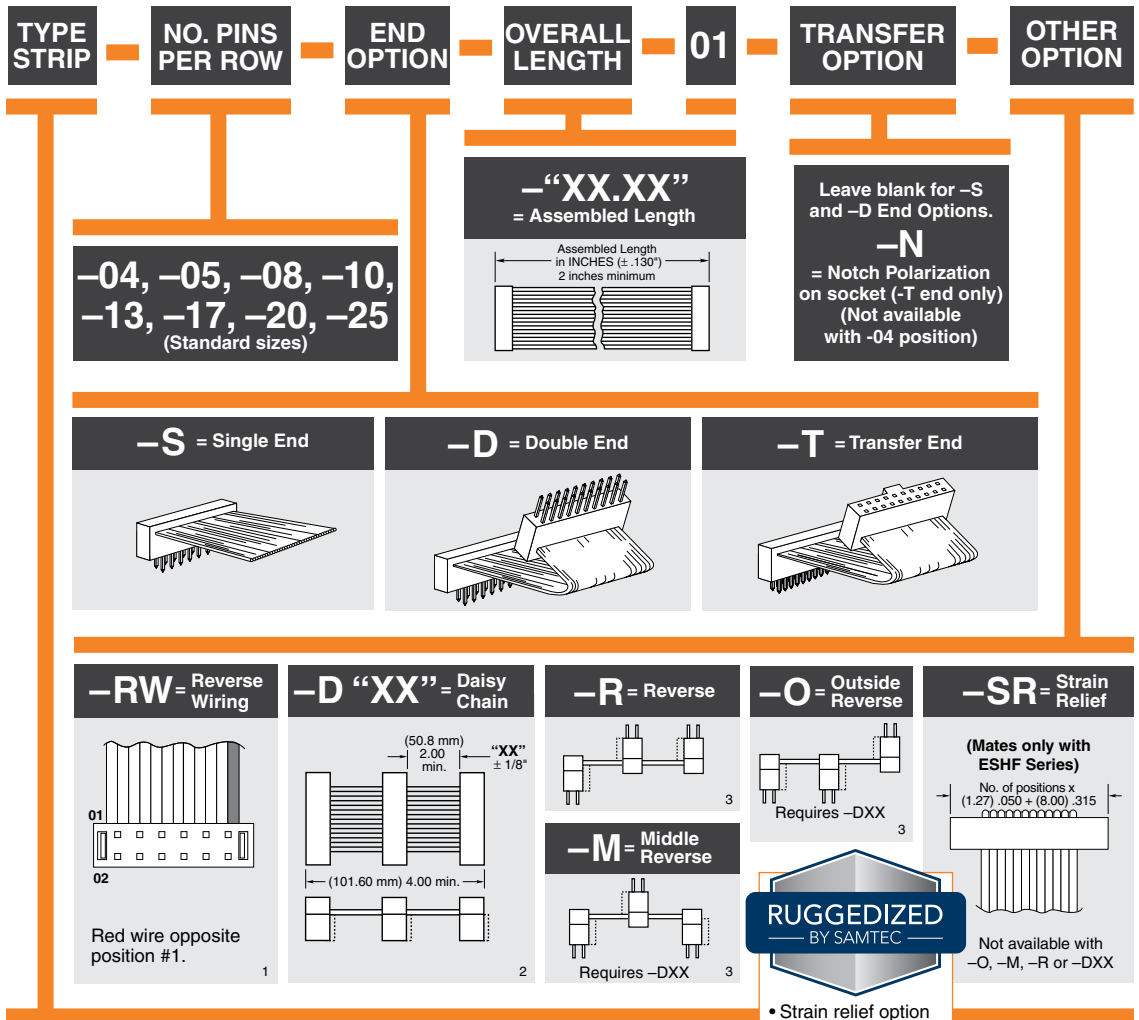 TYPE
STRIP
NO. PINS
PER ROW
END
OPTION
OVERALL
LENGTH
01
TRANSFER
OPTION
OTHER
OPTION
–“XX.XX”
= Assembled Length
Assembled Length
in INCHES (± .130")
2 inches minimum
Leave blank for –S
and –D End Options.
–N
= Notch Polarization
on socket (-T end only)
(Not available
with -04 position)
–04, –05, –08, –10,
–13, –17, –20, –25
(Standard sizes)
–S = Single End
–D = Double End
–T = Transfer End
–RW = Reverse
Wiring
01
02
Red wire opposite
position #1.
1
–D “XX” = Daisy
Chain
(50.8 mm)
2.00
min.
“XX”
± 1/8"
(101.60 mm) 4.00 min.
2
–R = Reverse
3
–M = Middle
Reverse
Requires –DXX
3
–O = Outside
Reverse
Requires –DXX
3
–SR = Strain
Relief
(Mates only with
ESHF Series)
No. of positions x
(1.27) .050 + (8.00) .315
Not available with
–O, –M, –R or –DXX
RUGGEDIZED
BY SAMTEC
• Strain relief option